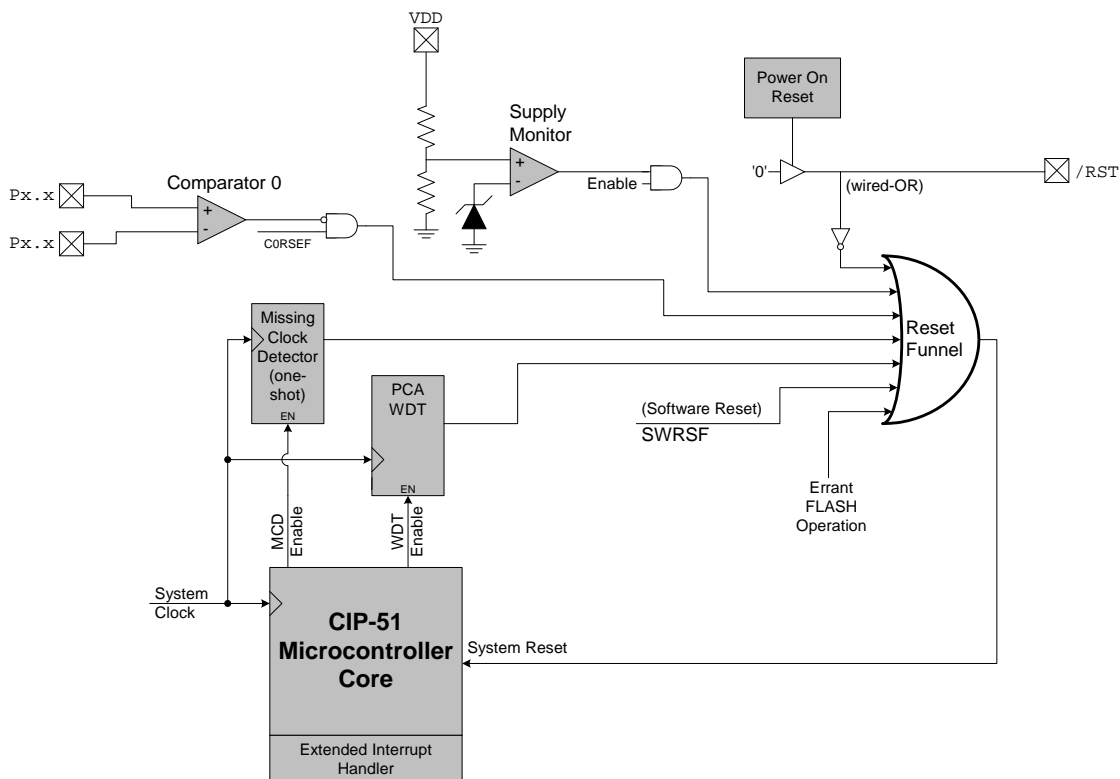 VDD
Power On
Reset
Supply
Monitor
+
-
Enable
'0'
(wired-OR)
/RST
Px.x
Px.x
Comparator 0
+
-
C0RSEF
Missing
Clock
Detector
(one-
shot)
EN
PCA
WDT
EN
Reset
Funnel
(Software Reset)
SWRSF
Errant
FLASH
Operation
MCD
Enable
WDT
Enable
System
Clock
CIP-51
Microcontroller
Core
System Reset
Extended Interrupt
Handler